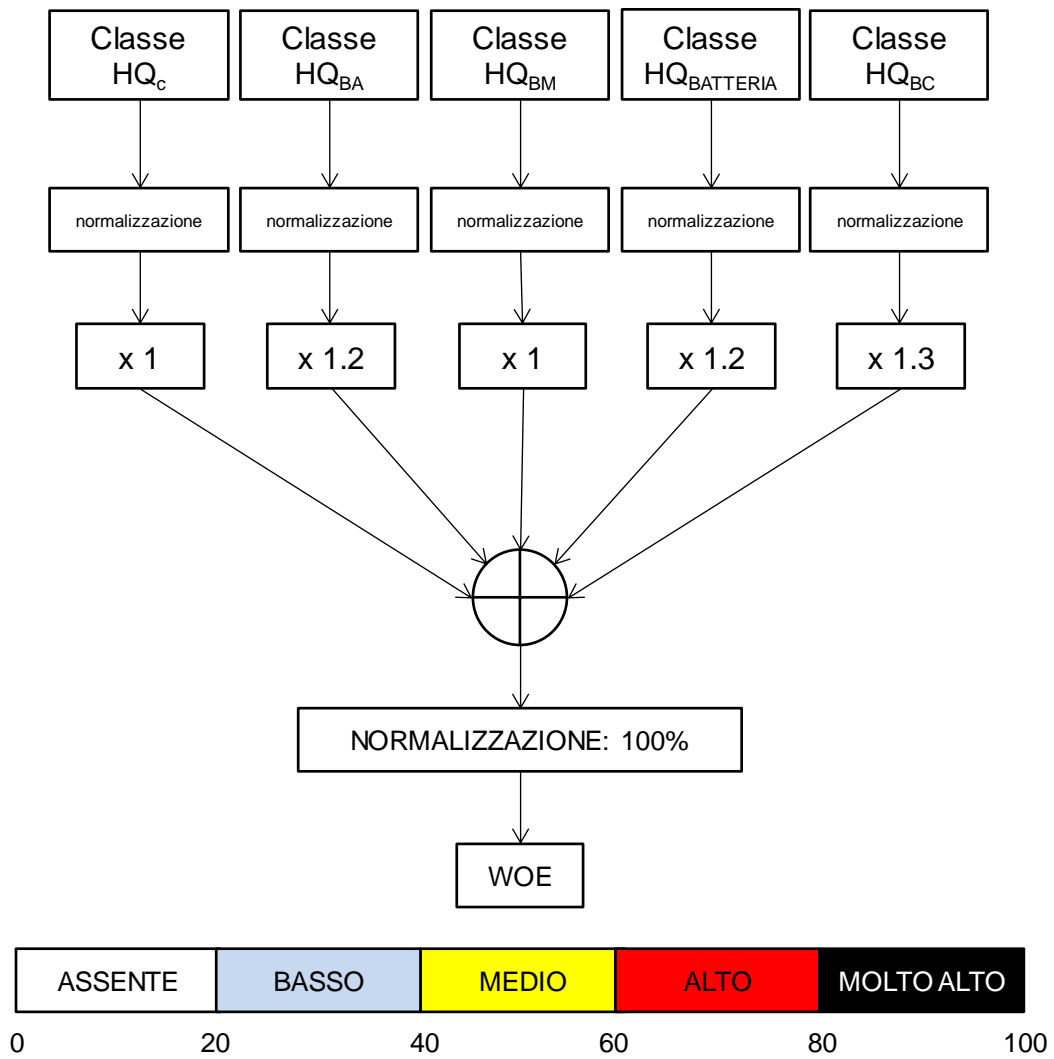 Classe Classe Classe Classe Classe
HQc HQBA HQBM HQBATTERIA HQBC
normalizzazione normalizzazione normalizzazione normalizzazione normalizzazione
x 1 x 1.2 x 1 x 1.2 x 1.3
NORMALIZZAZIONE: 100%
WOE
ASSENTE BASSO MEDIO ALTO MOLTO ALTO
0 20 40 60 80 100